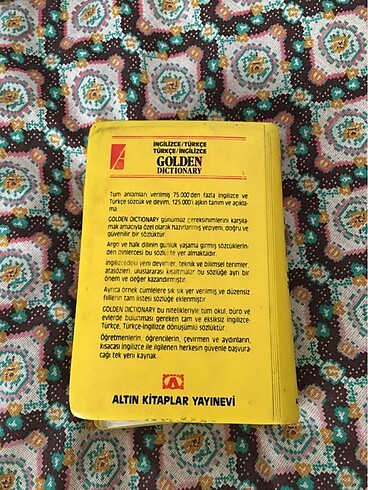 İNGİLİZCE/TÜRKÇE
TÜRKÇE/İNGİLİZCE
GOLDEN
DICTIONARY
Tüm anlamları verilmiş 75.000'den fazla İngilizce ve
Türkçe sözcük ve deyim, 125.000'i aşkın tanım ve açıkla-
ma
GOLDEN DICTIONARY günümüz gereksinimlerini karşıla-
mak amacıyla özel olarak hazırlanmış yepyeni, doğru ve
güvenilir bir sözlüktür.
Argo ve halk dilinin günlük yaşama girmiş sözcüklerin-
den binlercesi bu sözlükte yer almaktadır.
İngilizcedeki yeni deyimler, teknik ve bilimsel terimler,
atasözleri, uluslararası kısaltmalar bu sözlüğe ayrı bir
önem ve değer kazandırmıştır.
Ayrıca örnek cümlelere sık sık yer verilmiş ve düzensiz
fiillerin tam listesi sözlüğe eklenmiştir.
GOLDEN DICTIONARY bu nitelikleriyle tüm okul, büro ve
evlerde bulunması gereken tam ve eksiksiz İngilizce-
Türkçe, Türkçe-İngilizce dönüşümlü sözlüktür.
Öğretmenlerin, öğrencilerin, çevirmen ve aydınların,
kısacası İngilizce ile ilgilenen herkesin güvenle başvura-
cağı tek yeni kaynak.
ALTIN KİTAPLAR YAYINEVİ